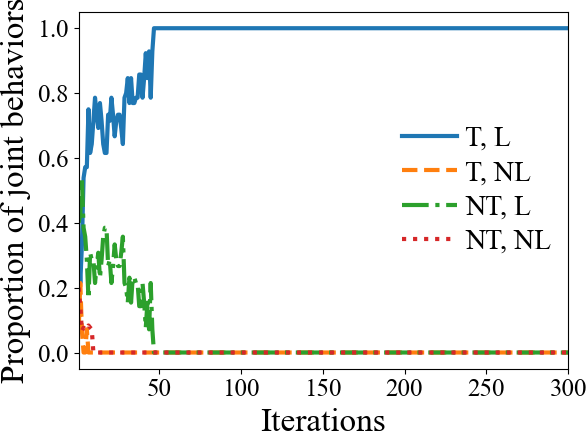 Proportion of joint behaviors
1.0
0.8
0.6
0.4
0.2
0.0
T, L
T, NL
NT, L
NT, NL
50 100 150 200 250 300
Iterations